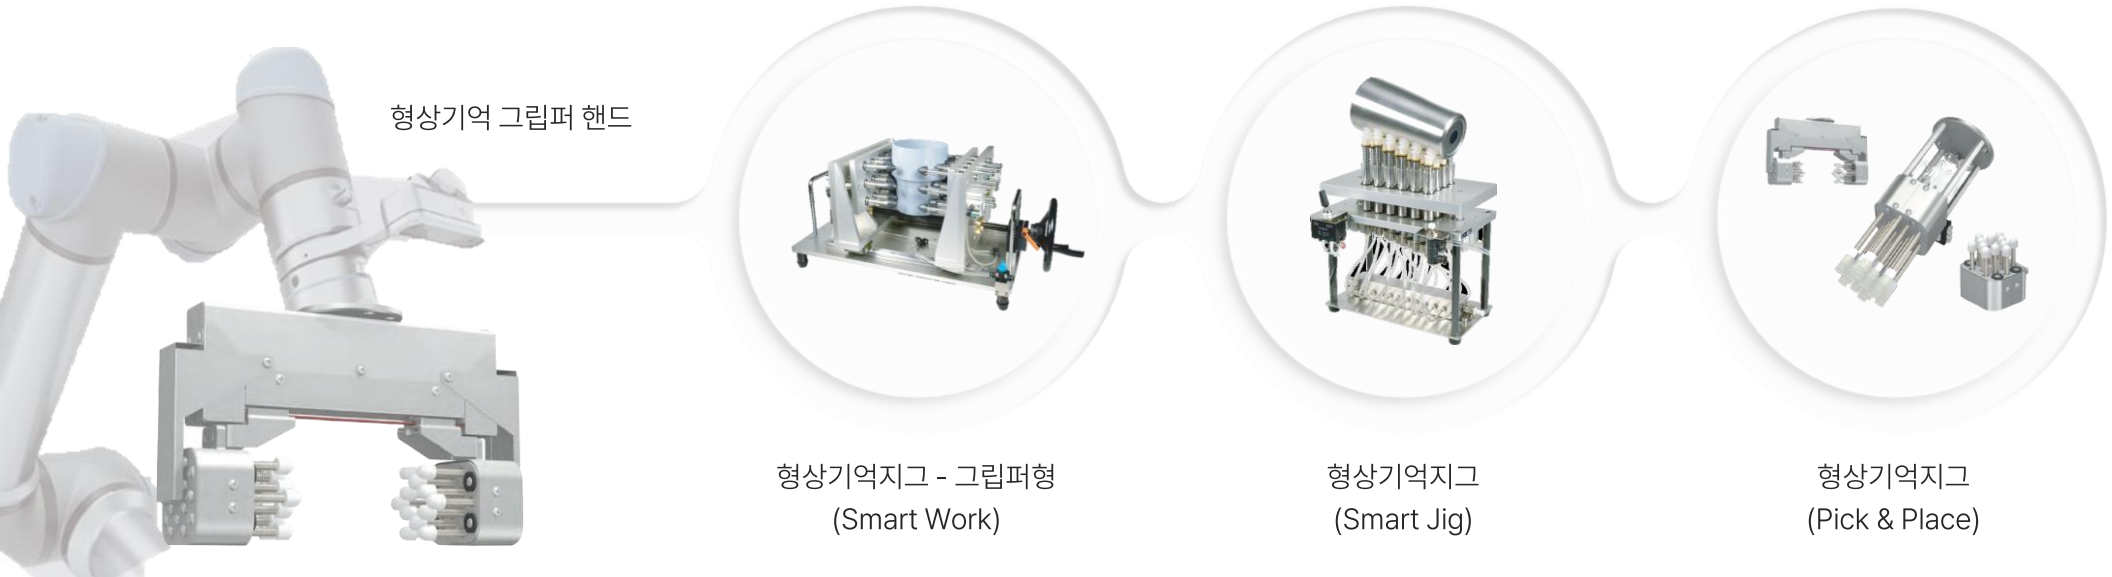 형상기억 그립퍼 핸드
형상기억지그 - 그립퍼형
(Smart Work)
형상기억지그
(Smart Jig)
형상기억지그
(Pick & Place)